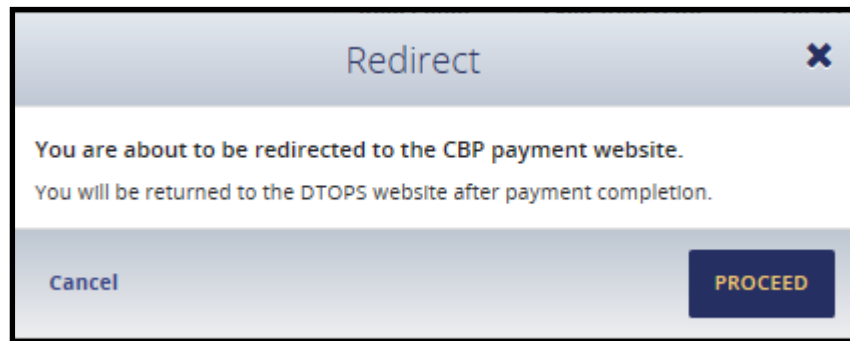 Redirect
You are about to be redirected to the CBP payment website.
You will be returned to the DTOPS website after payment completion.
Cancel
PROCEED